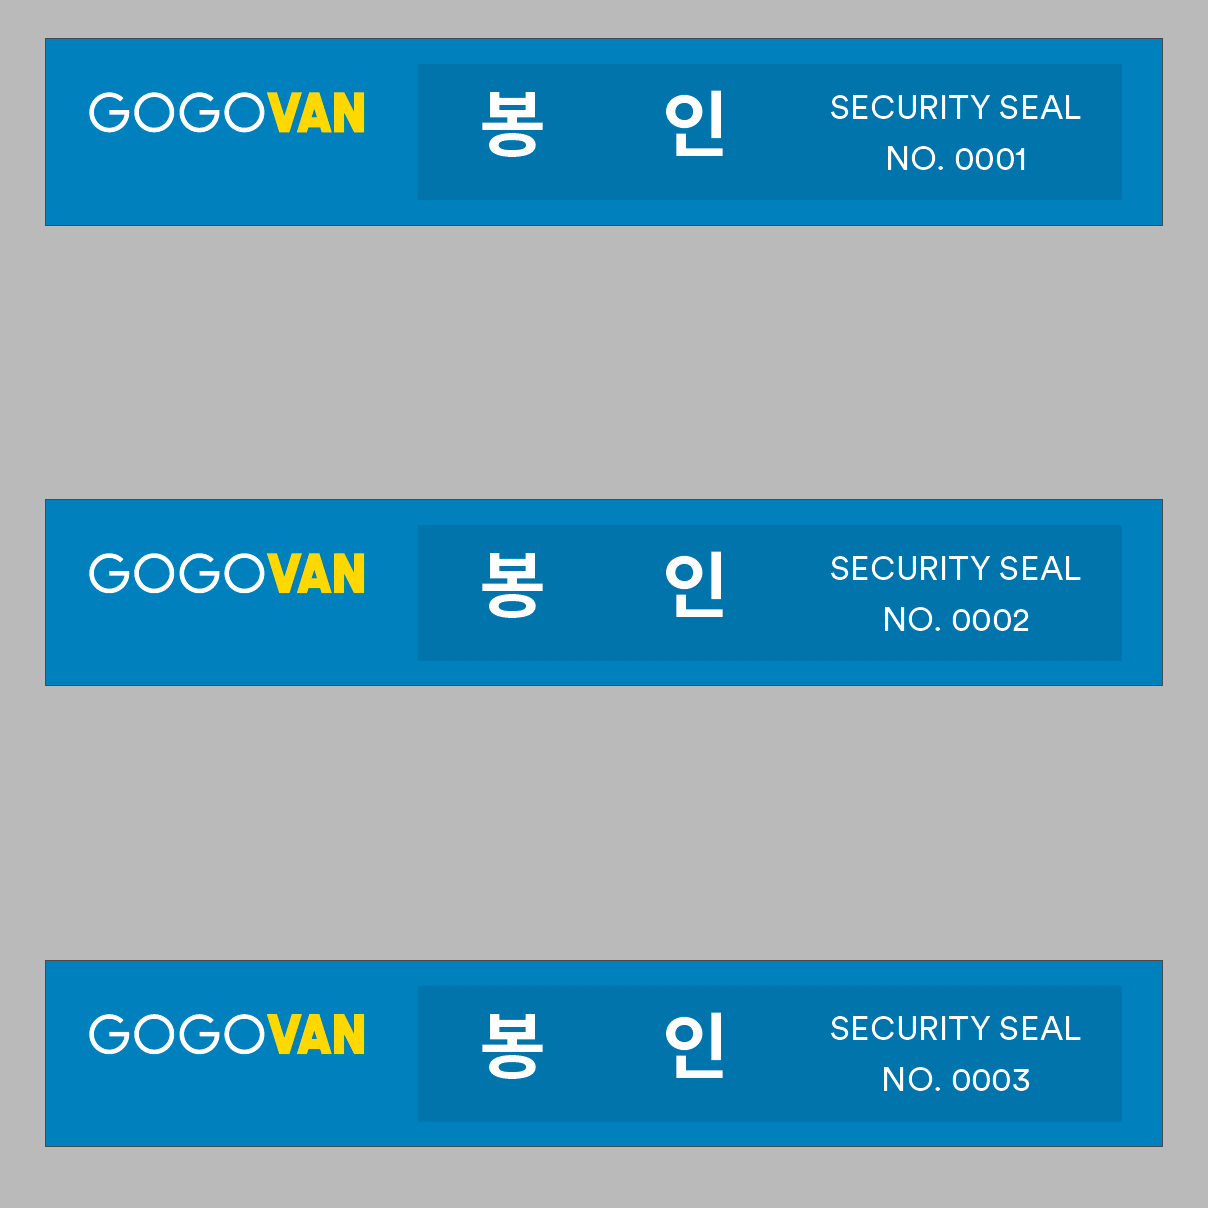 GOGOVAN
봉 인
SECURITY SEAL
NO. 0001
GOGOVAN
봉 인
SECURITY SEAL
NO. 0002
GOGOVAN
봉 인
SECURITY SEAL
NO. 0003